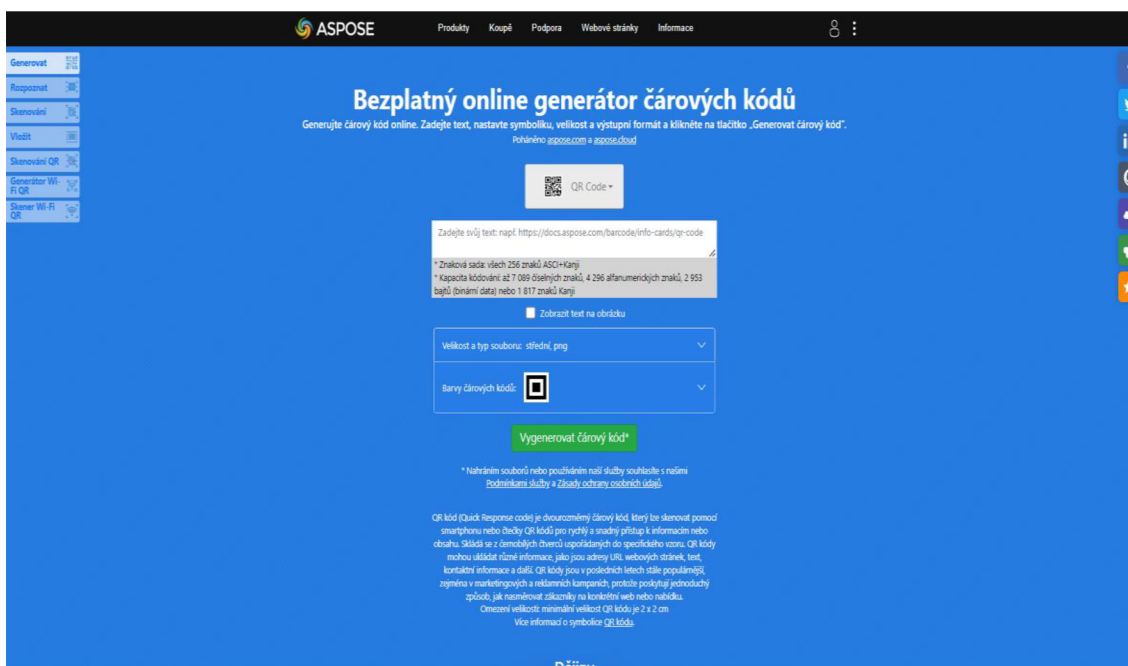 ASPOSE
Produkty Koupě Podpora Webové stránky Informace
Generovat
Rozpoznat
Skenování
Vložit
Skenování QR
Generátor Wi-
Fi QR
Skener Wi-Fi
QR
Bezplatný online generátor čárových kódů
Generujte čárový kód online. Zadejte text, nastavte symboliku, velikost a výstupní formát a klikněte na tlačítko „Generovat čárový kód".
Poháněno aspose.com a aspose.cloud
QR Code
Zadejte svůj text: např. https://docs.aspose.com/barcode/info-cards/qr-code
* Znaková sada: všech 256 znaků ASCI+Kanji
* Kapacita kódování: až 7 089 číselných znaků, 4 296 alfanumerických znaků, 2 953
bajtů (binární data) nebo 1 817 znaků Kanji
Zobrazit text na obrázku
Velikost a typ souboru: střední, png
Barvy čárových kódů:
Vygenerovat čárový kód*
* Nahráním souborů nebo používáním naší služby souhlasíte s našimi
Podmínkami služby a Zásady ochrany osobních údajů.
QR kód (Quick Response code) je dvourozměrný čárový kód, který lze skenovat pomocí
smartphonu nebo čtečky QR kódů pro rychlý a snadný přístup k informacím nebo
obsahu. Skládá se z černobílých čtverců uspořádaných do specifického vzoru. QR kódy
mohou ukládat různé informace, jako jsou adresy URL webových stránek, text,
kontaktní informace a další. QR kódy jsou v posledních letech stále populárnější,
zejména v marketingových a reklamních kampaních, protože poskytují jednoduchý
způsob, jak nasměrovat zákazníky na konkrétní web nebo nabídku.
Omezení velikosti: minimální velikost QR kódu je 2 x 2 cm
Více informací o symbolice QR kódu.